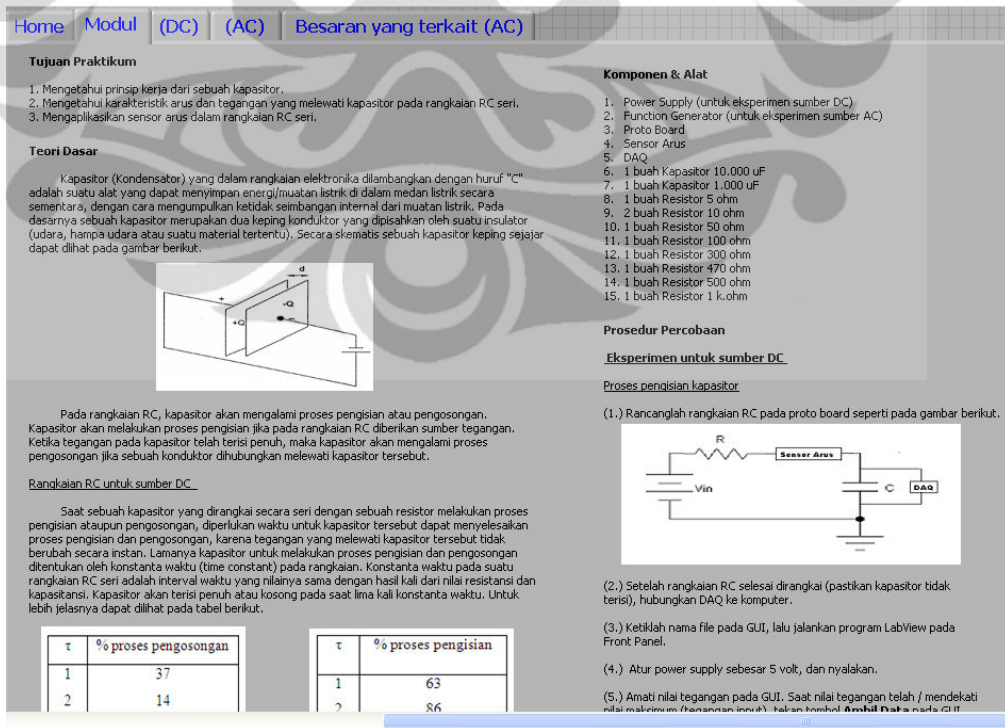 Home Modul (DC) (AC) Besaran yang terkait (AC)
Tujuan Praktikum
1. Mengetahui prinsip kerja dari sebuah kapasitor.
2. Mengetahui karakteristik arus dan tegangan yang melewati kapasitor pada rangkaian RC seri.
3. Mengaplikasikan sensor arus dalam rangkaian RC seri.
Teori Dasar
Kapasitor (Kondensator) yang dalam rangkaian elektronika dilambangkan dengan huruf "C"
adalah suatu alat yang dapat menyimpan energi/muatan listrik di dalam medan listrik secara
sementara, dengan cara mengumpulkan ketidak seimbangan internal dari muatan listrik. Pada
dasarnya sebuah kapasitor merupakan dua keping konduktor yang dipisahkan oleh suatu insulator
(udara, hampa udara atau suatu material tertentu). Secara skematis sebuah kapasitor keping sejajar
dapat dlihat pada gambar berikut.
d
+
-Q
+Q
-
Pada rangkaian RC, kapasitor akan mengalami proses pengisian atau pengosongan.
Kapasitor akan melakukan proses pengisian jika pada rangkaian RC diberikan sumber tegangan.
Ketika tegangan pada kapasitor telah terisi penuh, maka kapasitor akan mengalami proses
pengosongan jika sebuah konduktor dihubungkan melewati kapasitor tersebut.
Rangkaian RC untuk sumber DC
Saat sebuah kapasitor yang dirangkai secara seri dengan sebuah resistor melakukan proses
pengisian ataupun pengosongan, diperlukan waktu untuk kapasitor tersebut dapat menyelesaikan
proses pengisian dan pengosongan, karena tegangan yang melewati kapasitor tersebut tidak
berubah secara instan. Lamanya kapasitor untuk melakukan proses pengisian dan pengosongan
ditentukan oleh konstanta waktu (time constant) pada rangkaian. Konstanta waktu pada suatu
rangkaian RC seri adalah interval waktu yang nilainya sama dengan hasil kali dari nilai resistansi dan
kapasitansi. Kapasitor akan terisi penuh atau kosong pada saat lima kali konstanta waktu. Untuk
lebih jelasnya dapat dilihat pada tabel berikut.
τ % proses pengosongan
1 37
2 14
τ % proses pengisian
1 63
2 86
Komponen & Alat
1. Power Supply (untuk eksperimen sumber DC)
2. Function Generator (untuk eksperimen sumber AC)
3. Proto Board
4. Sensor Arus
5. DAQ
6. 1 buah Kapasitor 10.000 uF
7. 1 buah Kapasitor 1.000 uF
8. 1 buah Resistor 5 ohm
9. 2 buah Resistor 10 ohm
10. 1 buah Resistor 50 ohm
11. 1 buah Resistor 100 ohm
12. 1 buah Resistor 300 ohm
13. 1 buah Resistor 470 ohm
14. 1 buah Resistor 500 ohm
15. 1 buah Resistor 1 k.ohm
Prosedur Percobaan
Eksperimen untuk sumber DC
Proses pengisian kapasitor
(1.) Rancanglah rangkaian RC pada proto board seperti pada gambar berikut.
R
Sensor Arus
Vin
C
DAQ
(2.) Setelah rangkaian RC selesai dirangkai (pastikan kapasitor tidak
terisi), hubungkan DAQ ke komputer.
(3.) Ketiklah nama file pada GUI, lalu jalankan program LabView pada
Front Panel.
(4.) Atur power supply sebesar 5 volt, dan nyalakan.
(5.) Amati nilai tegangan pada GUI. Saat nilai tegangan telah / mendekati
nilai maksimum (tegangan input), tekan tombol Ambil Data pada GUI